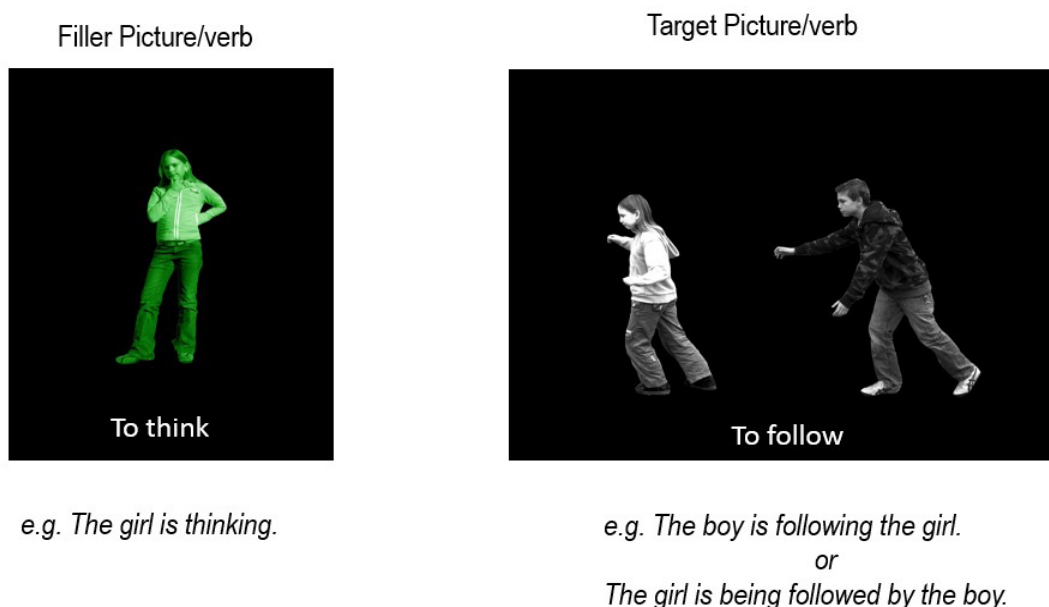 Filler Picture/verb
Target Picture/verb
To think
To follow
e.g. The girl is thinking.
e.g. The boy is following the girl.
or
The girl is being followed by the boy.